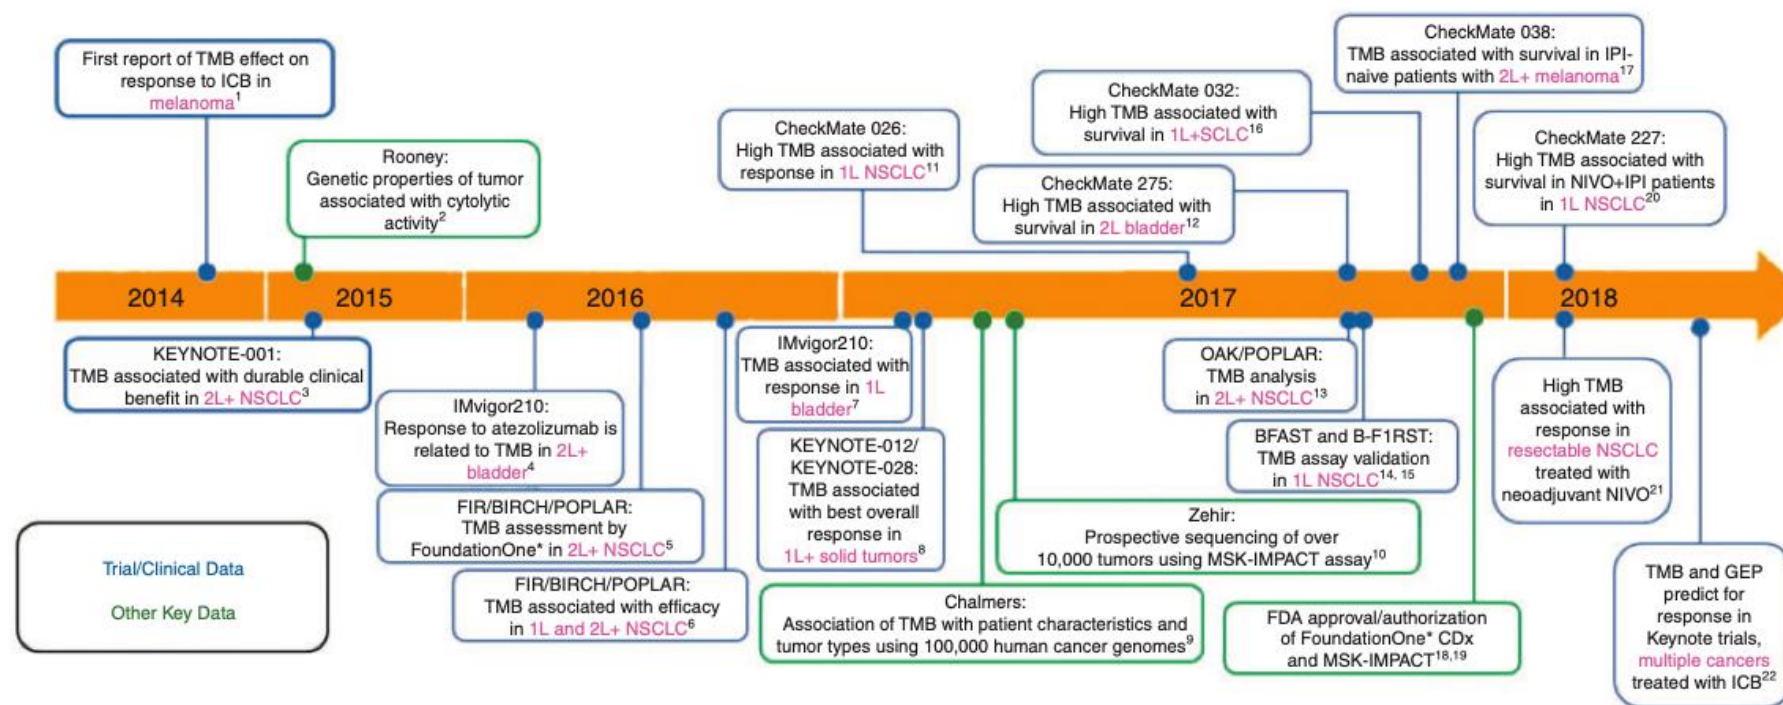 First report of TMB effect on
response to ICB in
melanoma1
Rooney:
Genetic properties of tumor
associated with cytolytic
activity2
CheckMate 026:
High TMB associated with
response in 1L NSCLC11
CheckMate 032:
High TMB associated with
survival in 1L+SCLC16
CheckMate 275:
High TMB associated with
survival in 2L bladder12
CheckMate 038:
TMB associated with survival in IPI-
naive patients with 2L+ melanoma17
CheckMate 227:
High TMB associated with
survival in NIVO+IPI patients
in 1L NSCLC20
2014
2015
2016
2017
2018
KEYNOTE-001:
TMB associated with durable clinical
benefit in 2L+ NSCLC3
IMvigor210:
Response to atezolizumab is
related to TMB in 2L+
bladder4
FIR/BIRCH/POPLAR:
TMB assessment by
FoundationOne* in 2L+ NSCLC5
FIR/BIRCH/POPLAR:
TMB associated with efficacy
in 1L and 2L+ NSCLC6
IMvigor210:
TMB associated with
response in 1L
bladder7
KEYNOTE-012/
KEYNOTE-028:
TMB associated
with best overall
response in
1L+ solid tumors8
Chalmers:
Association of TMB with patient characteristics and
tumor types using 100,000 human cancer genomes9
Zehir:
Prospective sequencing of over
10,000 tumors using MSK-IMPACT assay10
OAK/POPLAR:
TMB analysis
in 2L+ NSCLC13
BFAST and B-F1RST:
TMB assay validation
in 1L NSCLC14, 15
FDA approval/authorization
of FoundationOne* CDx
and MSK-IMPACT18,19
High TMB
associated with
response in
resectable NSCLC
treated with
neoadjuvant NIVO21
TMB and GEP
predict for
response in
Keynote trials,
multiple cancers
treated with ICB22
Trial/Clinical Data
Other Key Data